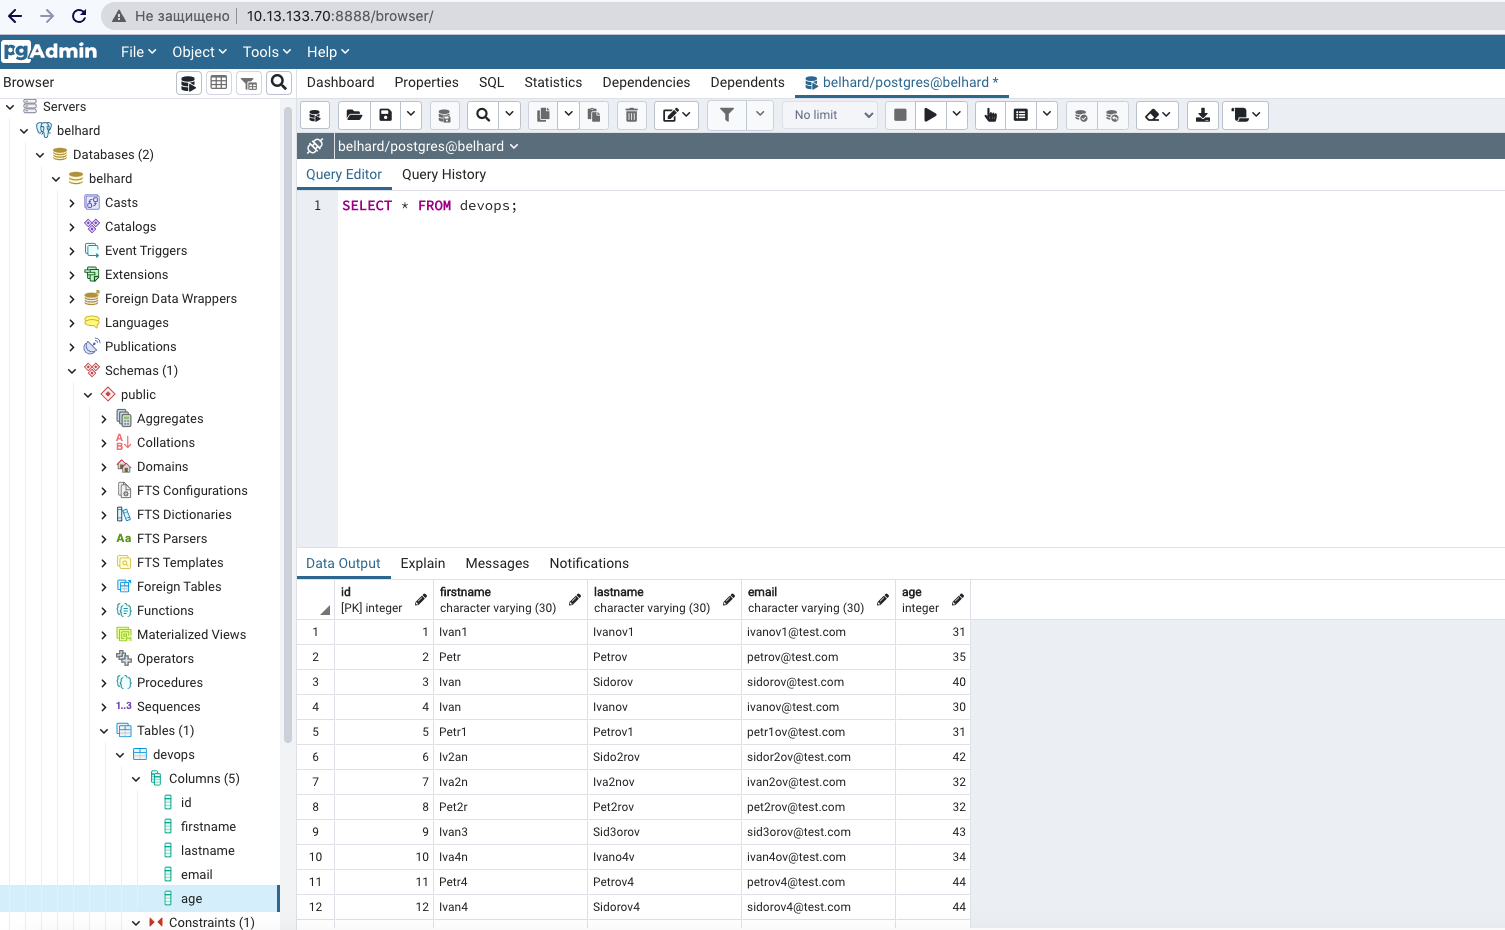 Не защищено 10.13.133.70:8888/browser/
pgAdmin File Object Tools Help
Browser
Dashboard Properties SQL Statistics Dependencies Dependents belhard/postgres@belhard *
No limit
belhard/postgres@belhard
Query Editor Query History
1 SELECT * FROM devops;
Servers
belhard
Databases (2)
belhard
Casts
Catalogs
Event Triggers
Extensions
Foreign Data Wrappers
Languages
Publications
Schemas (1)
public
Aggregates
Collations
Domains
FTS Configurations
FTS Dictionaries
Aa FTS Parsers
FTS Templates
Foreign Tables
Functions
Materialized Views
Operators
Procedures
1..3 Sequences
Tables (1)
devops
Columns (5)
id
firstname
lastname
email
age
Constraints (1)
Data Output Explain Messages Notifications
id firstname lastname email age
[PK] integer character varying (30) character varying (30) character varying (30) integer
1 1 Ivan1 Ivanov1 ivanov1@test.com 31
2 2 Petr Petrov petrov@test.com 35
3 3 Ivan Sidorov sidorov@test.com 40
4 4 Ivan Ivanov ivanov@test.com 30
5 5 Petr1 Petrov1 petr1ov@test.com 31
6 6 Iv2an Sido2rov sidor2ov@test.com 42
7 7 Iva2n Iva2nov ivan2ov@test.com 32
8 8 Pet2r Pet2rov pet2rov@test.com 32
9 9 Ivan3 Sid3orov sid3orov@test.com 43
10 10 Iva4n Ivano4v ivan4ov@test.com 34
11 11 Petr4 Petrov4 petrov4@test.com 44
12 12 Ivan4 Sidorov4 sidorov4@test.com 44